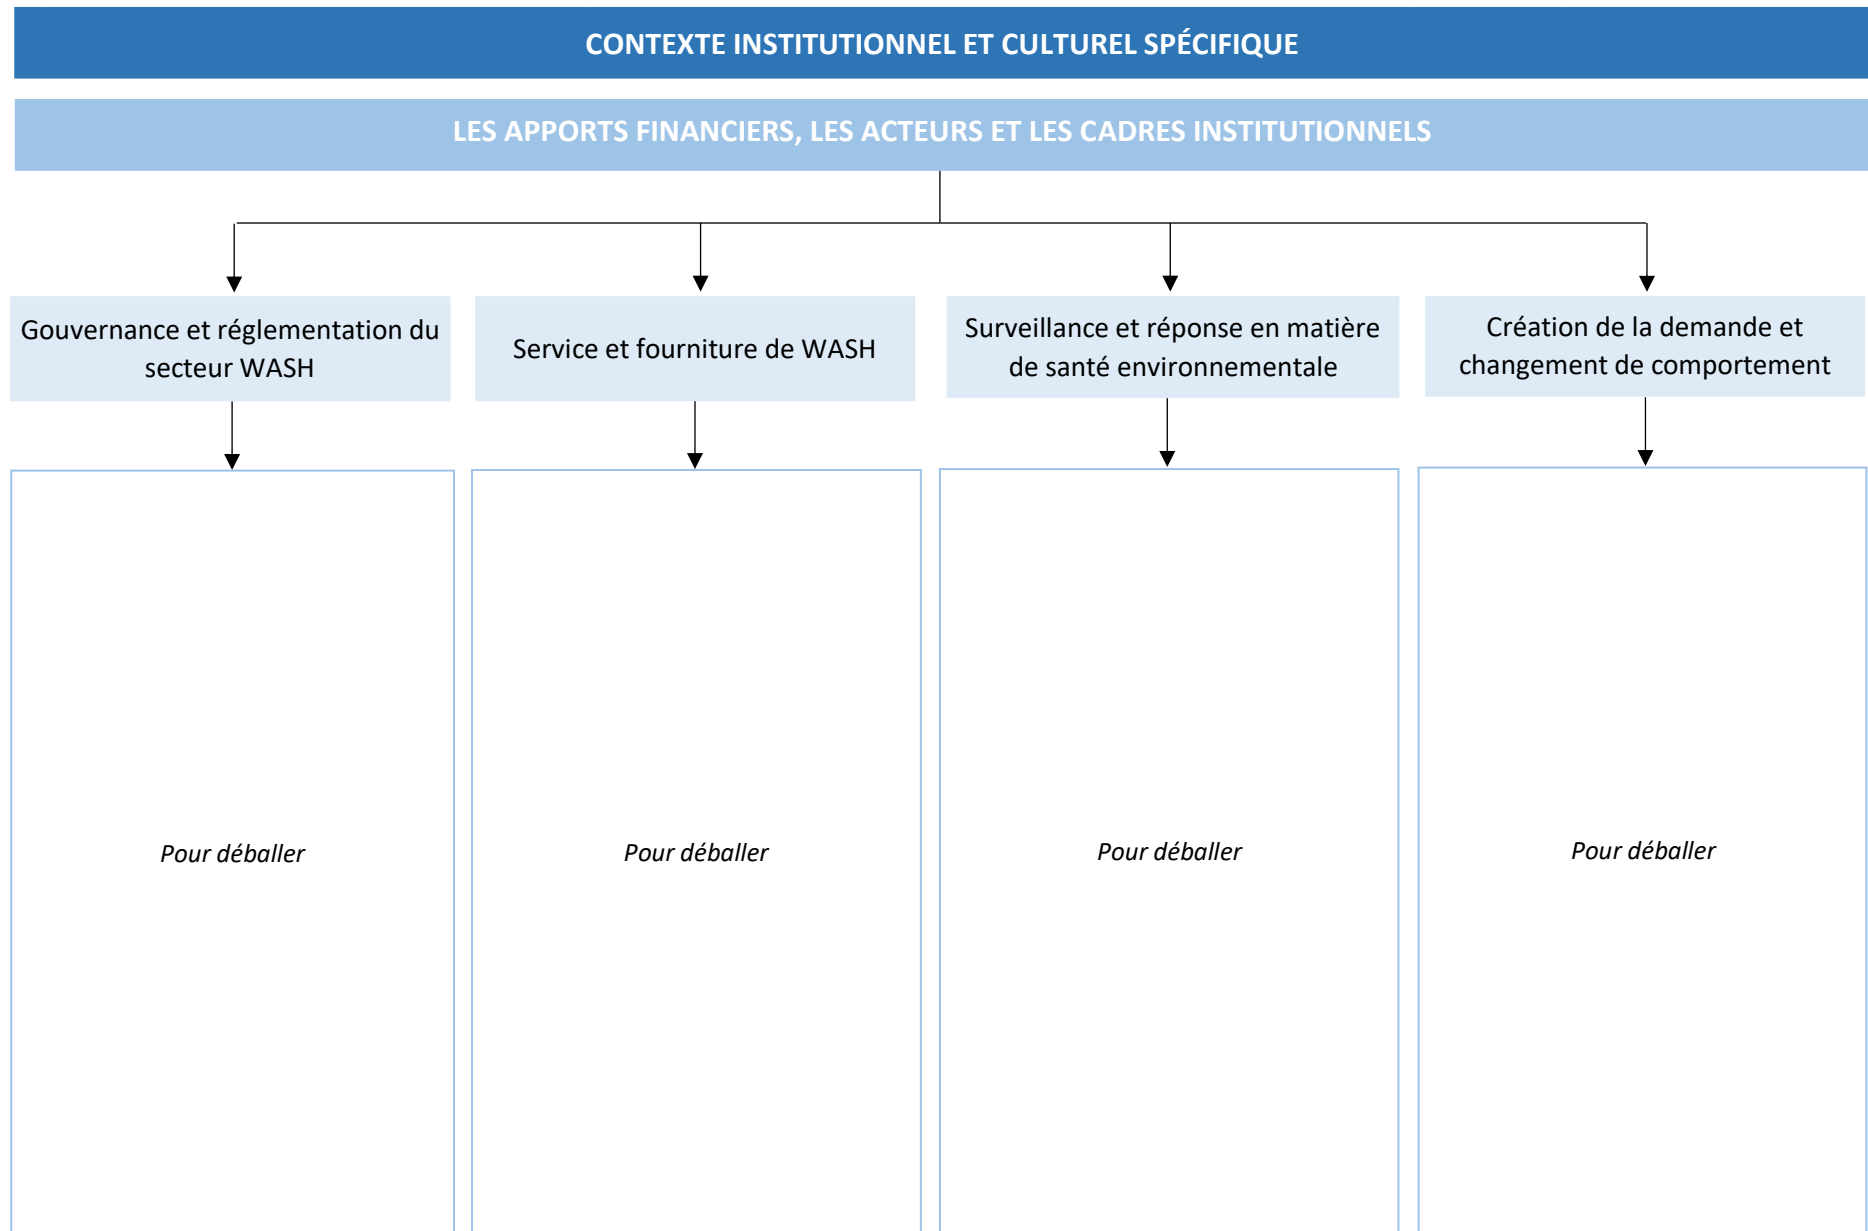 CONTEXTE INSTITUTIONNEL ET CULTUREL SPÉCIFIQUE
LES APPORTS FINANCIERS, LES ACTEURS ET LES CADRES INSTITUTIONNELS
Gouvernance et réglementation du
secteur WASH
Service et fourniture de WASH
Surveillance et réponse en matière
de santé environnementale
Création de la demande et
changement de comportement
Pour déballer
Pour déballer
Pour déballer
Pour déballer